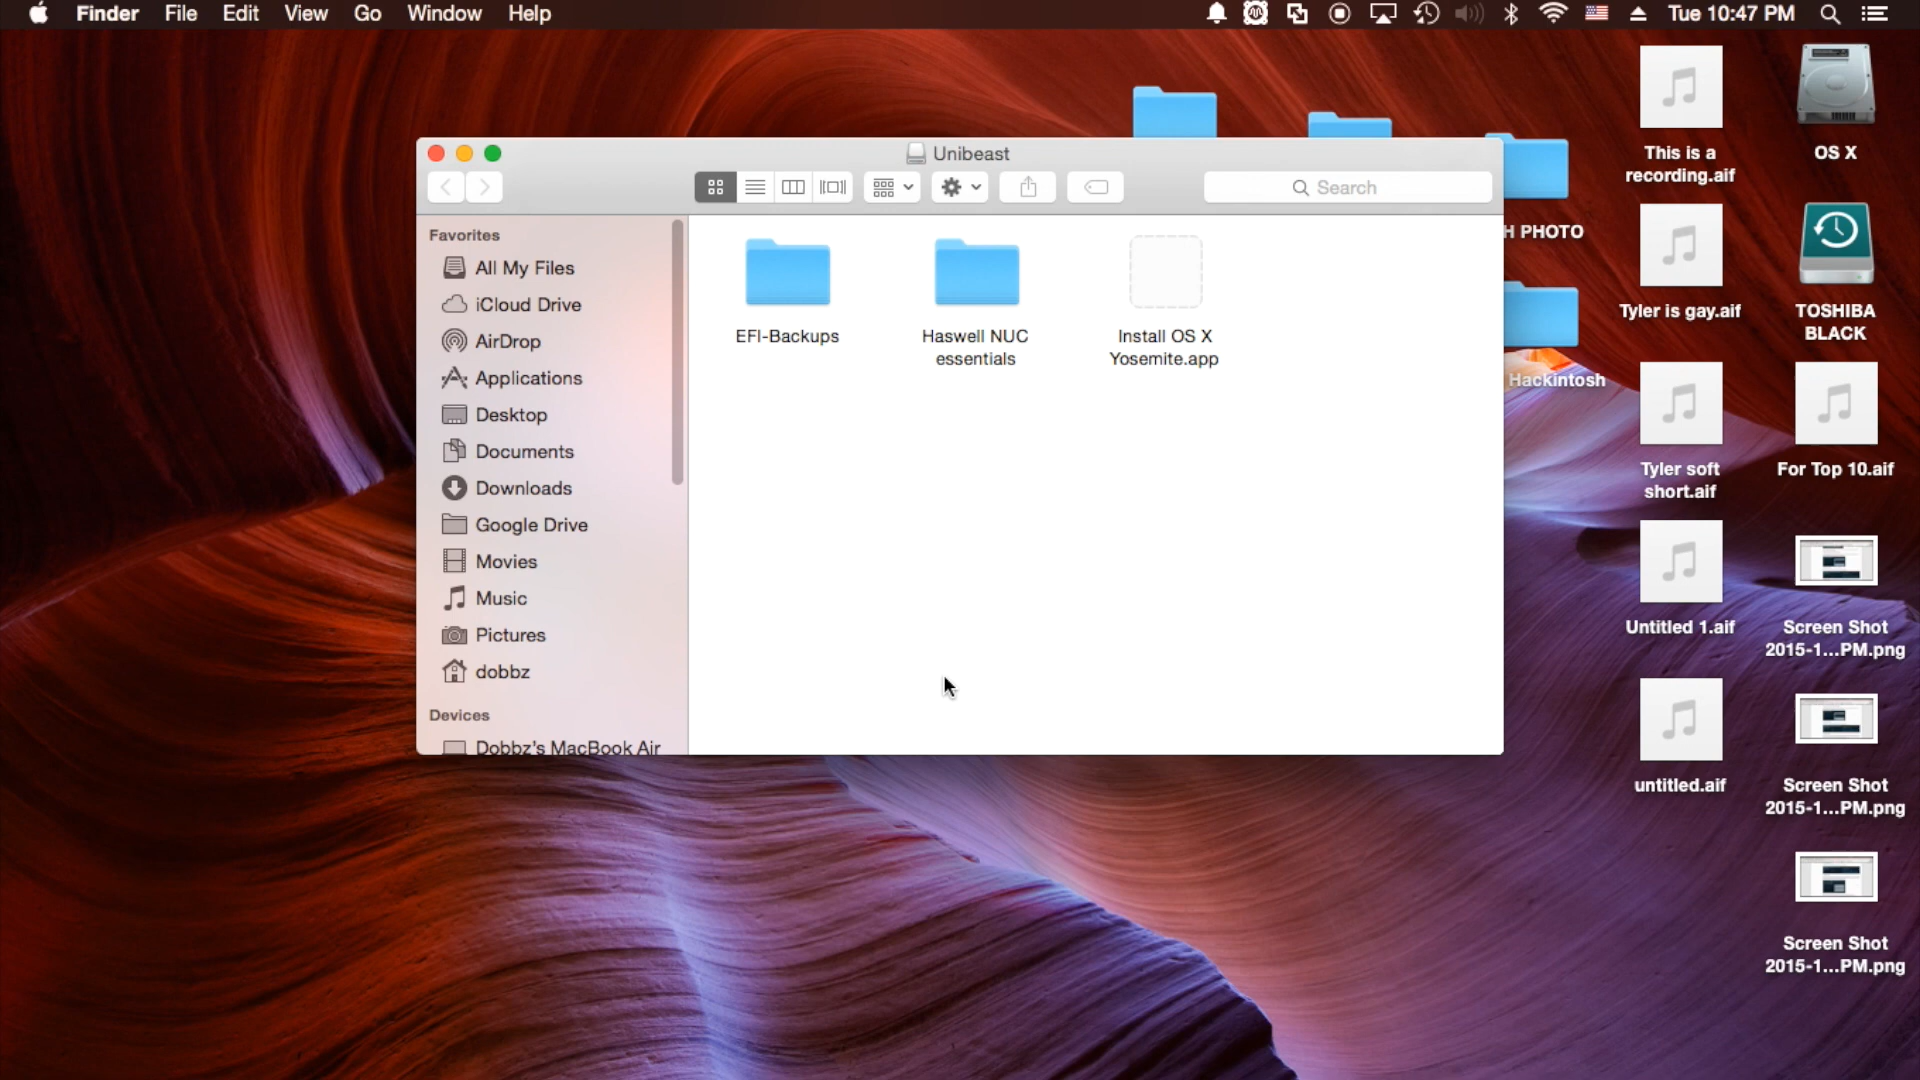 Finder File Edit View Go Window Help
Tue 10:47 PM
Unibeast
Search
Favorites
All My Files
iCloud Drive
AirDrop
Applications
Desktop
Documents
Downloads
Google Drive
Movies
Music
Pictures
dobbz
Devices
Dobbz's MacBook Air
EFI-Backups
Haswell NUC
essentials
Install OS X
Yosemite.app
H PHOTO
Hackintosh
This is a
recording.aif
Tyler is gay.aif
Tyler soft
short.aif
Untitled 1.aif
untitled.aif
OS X
TOSHIBA
BLACK
For Top 10.aif
Screen Shot
2015-1...PM.png
Screen Shot
2015-1...PM.png
Screen Shot
2015-1...PM.png